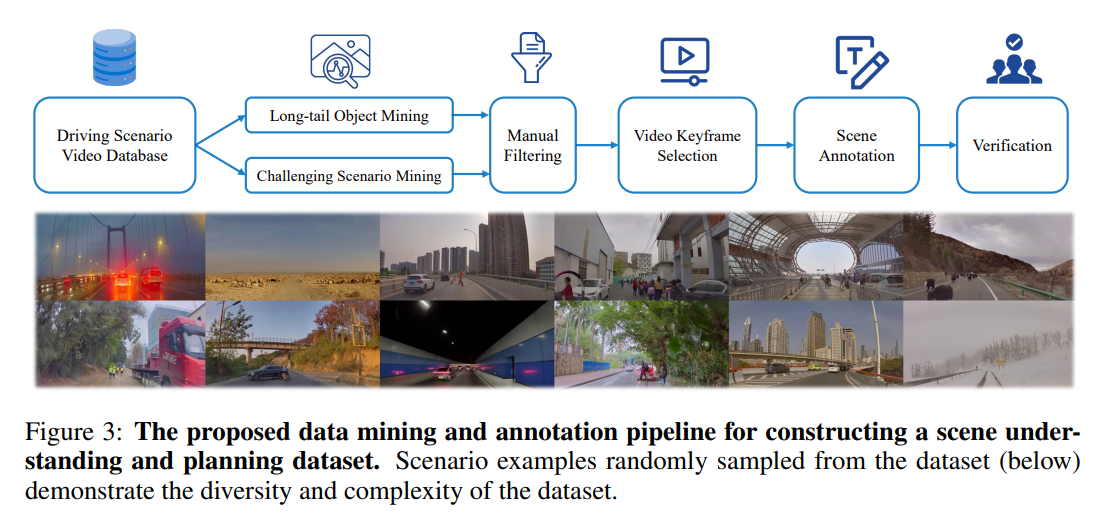 Driving Scenario
Video Database
Long-tail Object Mining
Challenging Scenario Mining
Manual
Filtering
Video Keyframe
Selection
T
Scene
Annotation
Verification
Figure 3: The proposed data mining and annotation pipeline for constructing a scene under-
standing and planning dataset. Scenario examples randomly sampled from the dataset (below)
demonstrate the diversity and complexity of the dataset.